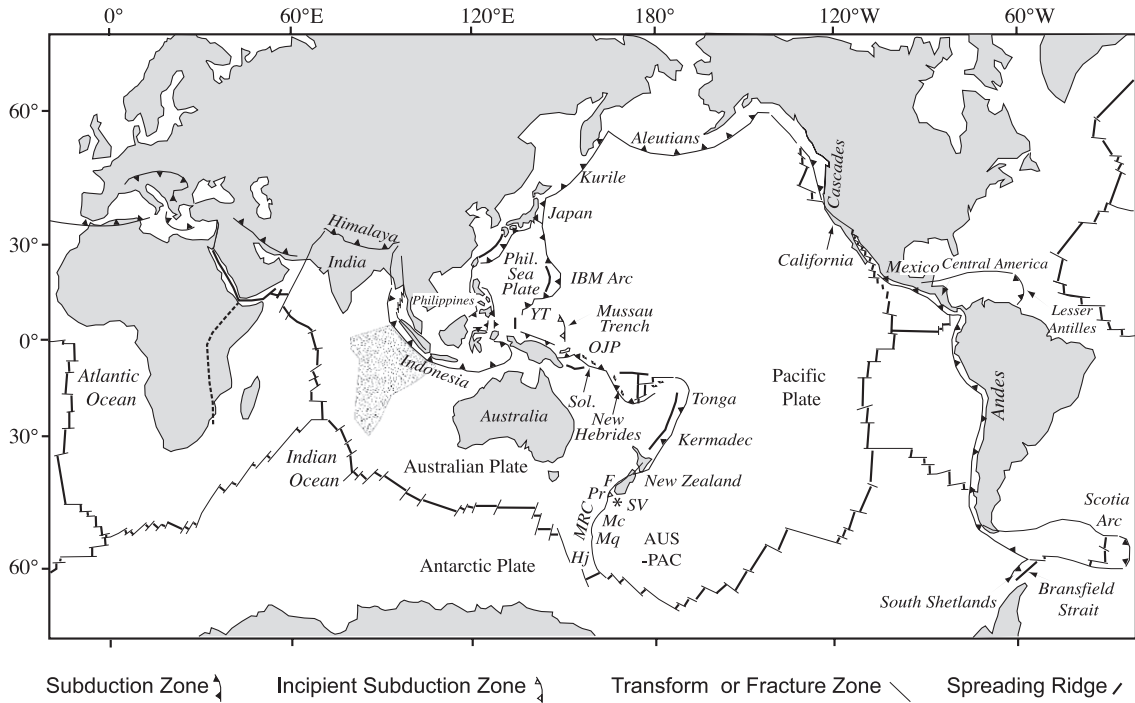 0° 60°E 120°E 180° 120°W 60°W
60°
30°
0°
30°
60°
Aleutians
Kurile
Cascades
Japan
Himalaya
India
Phil.
Sea
Plate
IBM Arc
California
Mexico
Central America
Philippines
YT
Mussau
Trench
Lesser
Antilles
OJP
Indonesia
Atlantic
Ocean
Pacific
Plate
Andes
Australia
Sol.
New
Hebrides
Tonga
Kermadec
Indian
Ocean
Australian Plate
New Zealand
F
Pr
* SV
MRC
Mc
Mq
Hj
AUS
-PAC
Scotia
Arc
Antarctic Plate
South Shetlands
Bransfield
Strait
Subduction Zone Incipient Subduction Zone Transform or Fracture Zone Spreading Ridge